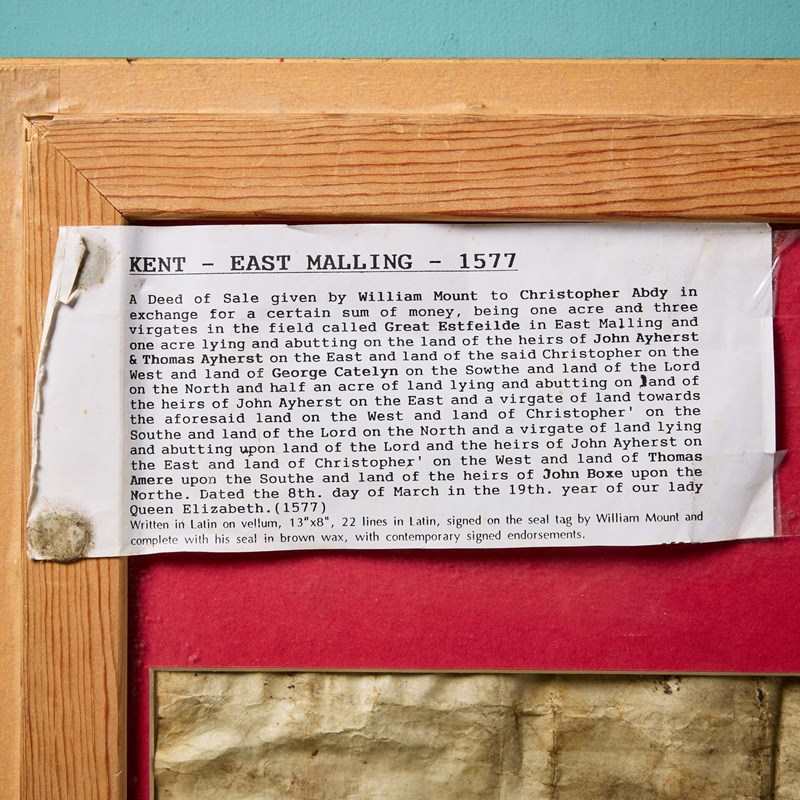 KENT - EAST MALLING - 1577
A Deed of Sale given by William Mount to Christopher Abdy in
exchange for a certain sum of money, being one acre and three
virgates in the field called Great Estfeilde in East Malling and
one acre lying and abutting on the land of the heirs of John Ayherst
& Thomas Ayherst on the East and land of the said Christopher on the
West and land of George Catelyn on the Sowthe and land of the Lord
on the North and half an acre of land lying and abutting on land of
the heirs of John Ayherst on the East and a virgate of land towards
the aforesaid land on the West and land of Christopher' on the
Southe and land of the Lord on the North and a virgate of land lying
and abutting upon land of the Lord and the heirs of John Ayherst on
the East and land of Christopher' on the West and land of Thomas
Amere upon the Southe and land of the heirs of John Boxe upon the
Northe. Dated the 8th. day of March in the 19th. year of our lady
Queen Elizabeth.(1577)
Written in Latin on vellum, 13"x8", 22 lines in Latin, signed on the seal tag by William Mount and
complete with his seal in brown wax, with contemporary signed endorsements.